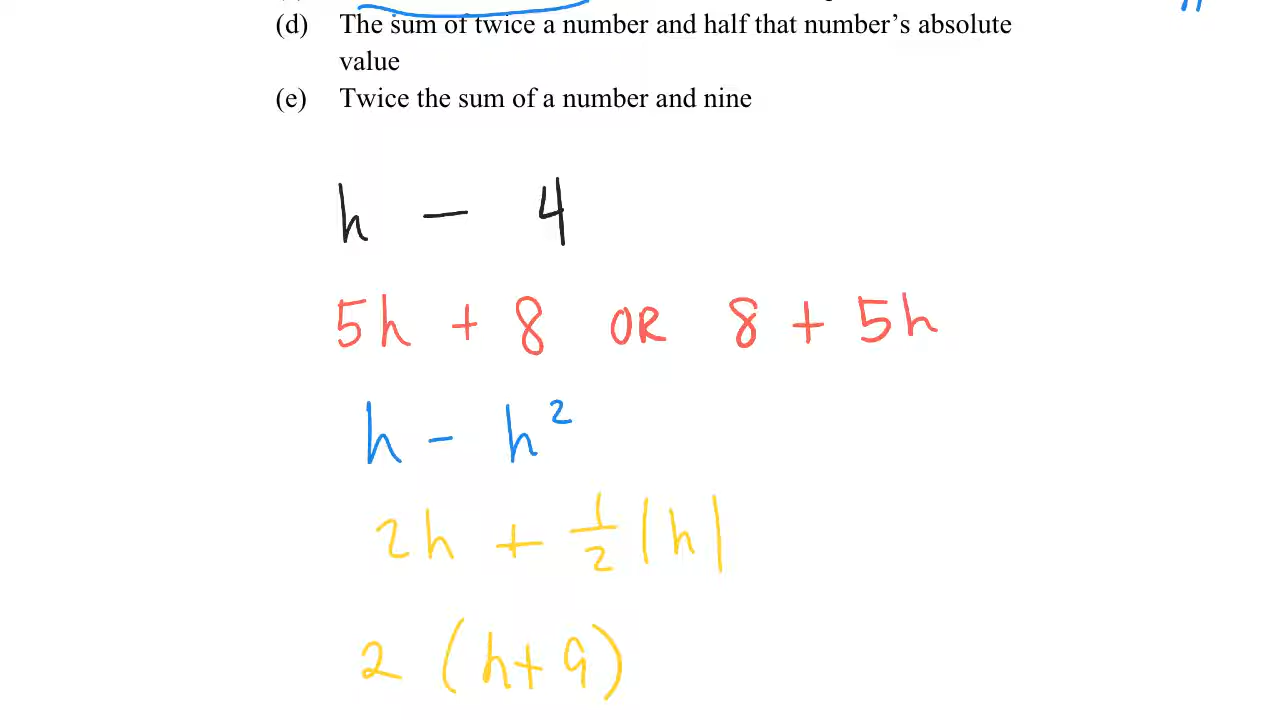 (d) The sum of twice a number and half that number’s absolute
value
(e) Twice the sum of a number and nine
h - 4
5h + 8 OR 8 + 5h
h - h²
2h + 1/2 |h|
2 (h+9)